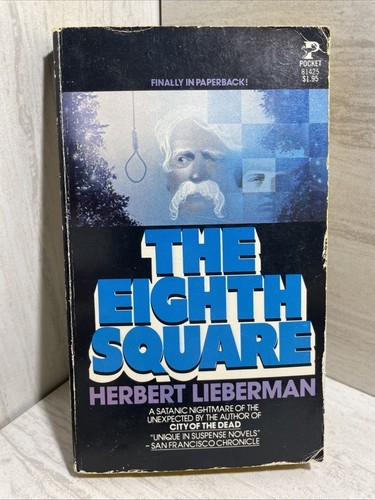 POCKET
81425
$1.95
FINALLY IN PAPERBACK!
THE
EIGHTH
SQUARE
HERBERT LIEBERMAN
A SATANIC NIGHTMARE OF THE
UNEXPECTED BY THE AUTHOR OF
CITY OF THE DEAD
"UNIQUE IN SUSPENSE NOVELS"
-SAN FRANCISCO CHRONICLE